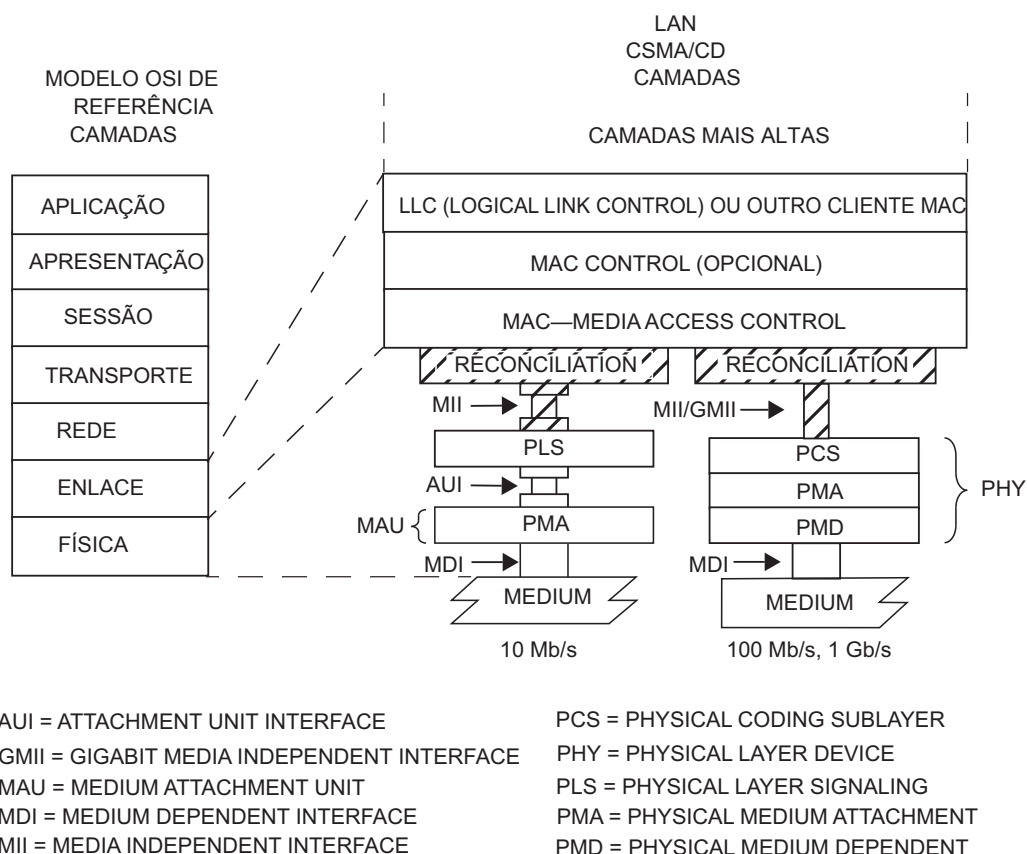 LAN
CSMA/CD
CAMADAS
MODELO OSI DE
REFERÊNCIA
CAMADAS
CAMADAS MAIS ALTAS
APLICAÇÃO
APRESENTAÇÃO
SESSÃO
TRANSPORTE
REDE
ENLACE
FÍSICA
LLC (LOGICAL LINK CONTROL) OU OUTRO CLIENTE MAC
MAC CONTROL (OPCIONAL)
MAC—MEDIA ACCESS CONTROL
RECONCILIATION
MII
PLS
AUI
MAU
PMA
MDI
MEDIUM
10 Mb/s
RECONCILIATION
MII/GMII
PCS
PMA
PMD
PHY
MDI
MEDIUM
100 Mb/s, 1 Gb/s
AUI = ATTACHMENT UNIT INTERFACE
GMII = GIGABIT MEDIA INDEPENDENT INTERFACE
MAU = MEDIUM ATTACHMENT UNIT
MDI = MEDIUM DEPENDENT INTERFACE
MII = MEDIA INDEPENDENT INTERFACE
PCS = PHYSICAL CODING SUBLAYER
PHY = PHYSICAL LAYER DEVICE
PLS = PHYSICAL LAYER SIGNALING
PMA = PHYSICAL MEDIUM ATTACHMENT
PMD = PHYSICAL MEDIUM DEPENDENT